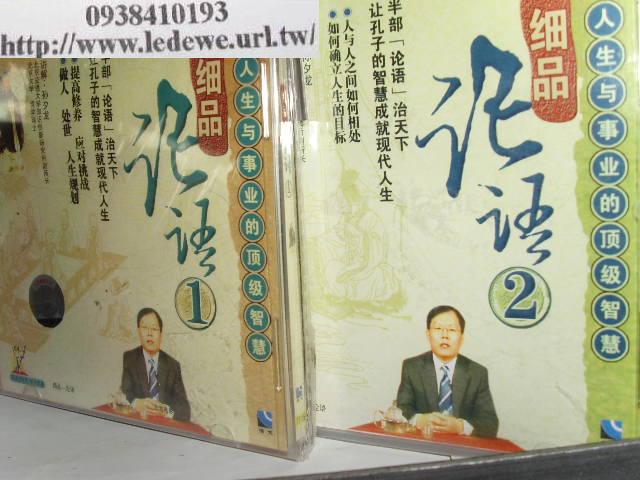 0938410193
http://www.ledewe.url.tw/
细品
论语
1
人生与事业的顶级智慧
半部「论语」治天下
让孔子的智慧成就现代人生
提高修养 应对挑战
做人 处世 人生规划
细品
论语
2
人生与事业的顶级智慧
半部「论语」治天下
让孔子的智慧成就现代人生
人与人之间如何相处
如何确立人生的目标